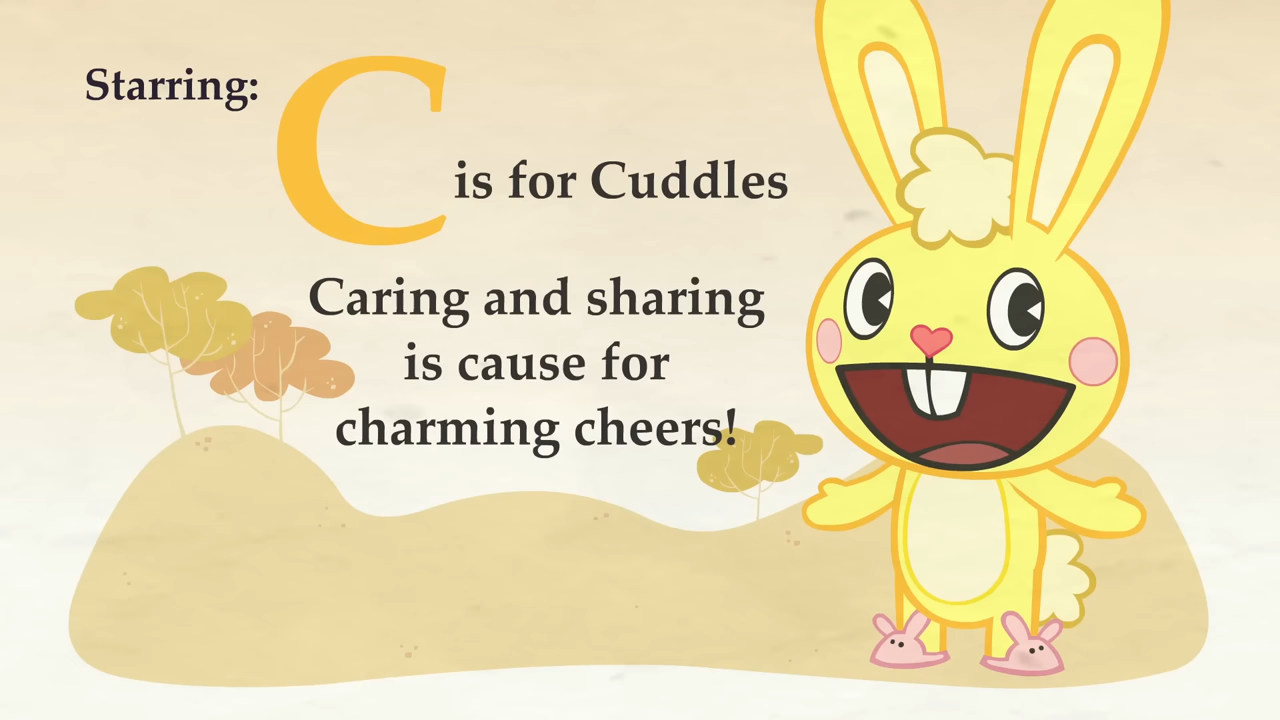 Starring:
C is for Cuddles
Caring and sharing
is cause for
charming cheers!